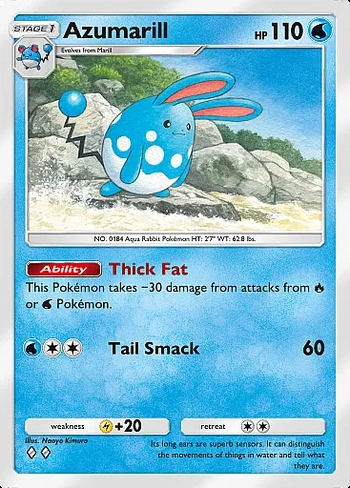 STAGE 1
Azumarill
HP 110
Evolves from Marill
NO. 0184 Aqua Rabbit Pokémon HT: 2'7" WT: 62.8 lbs.
Ability Thick Fat
This Pokémon takes −30 damage from attacks from
or Pokémon.
Tail Smack 60
weakness +20 retreat
Illus. Naoyo Kimura
Its long ears are superb sensors. It can distinguish
the movements of things in water and tell what
they are.